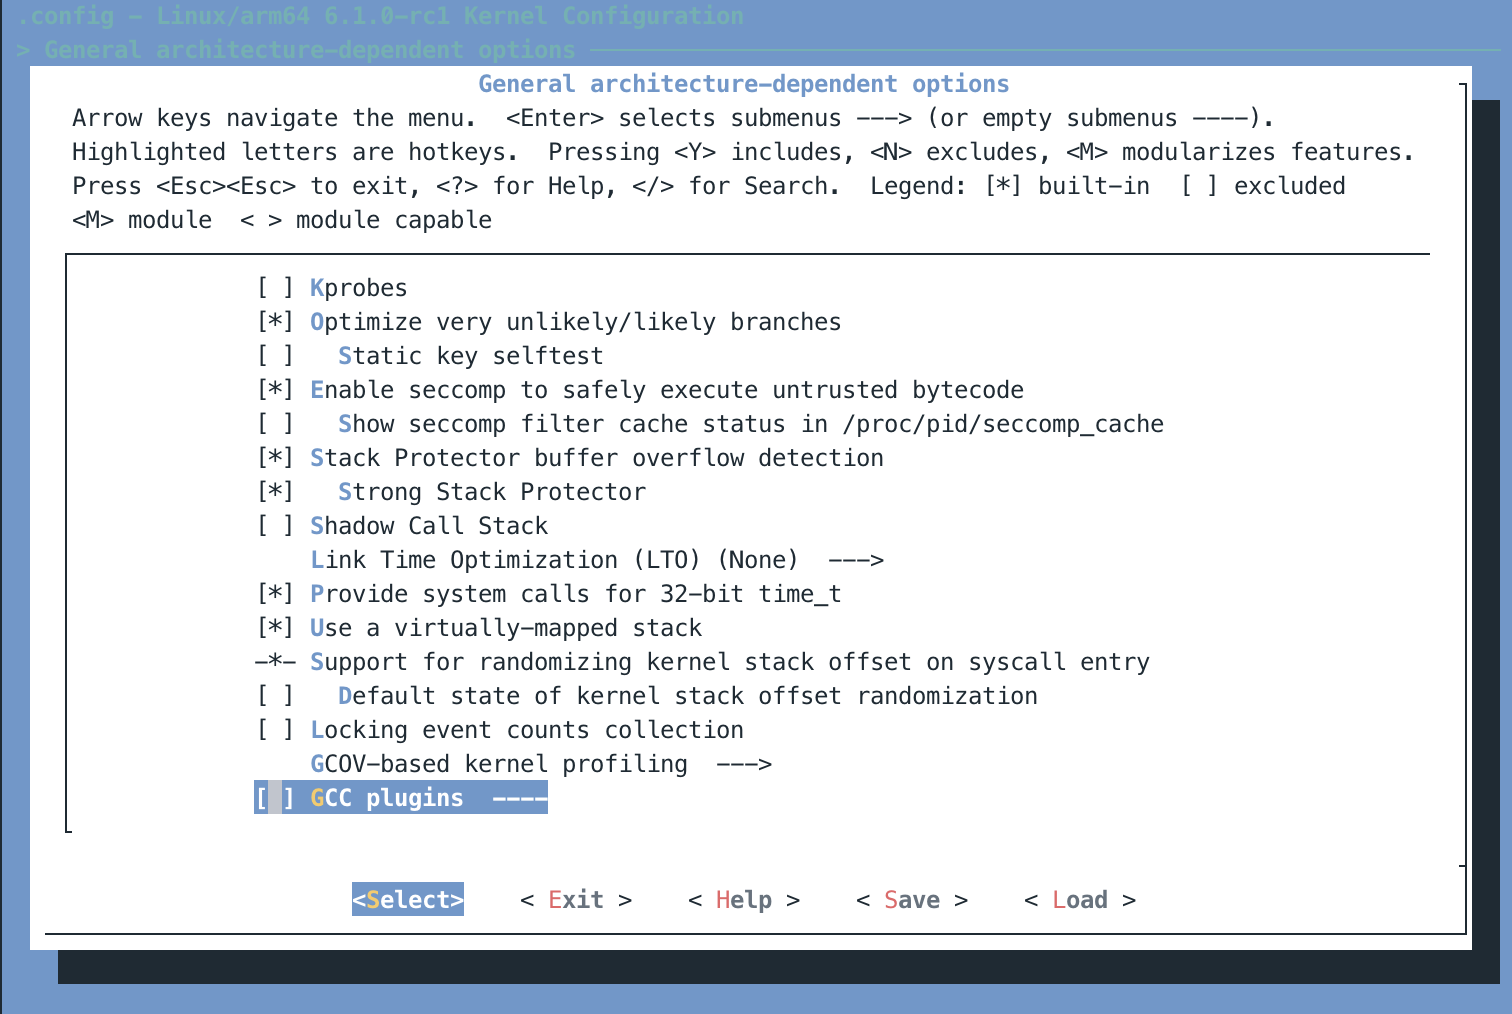 .config - Linux/arm64 6.1.0-rc1 Kernel Configuration
> General architecture-dependent options
General architecture-dependent options
Arrow keys navigate the menu.  <Enter> selects submenus ---> (or empty submenus ----).
Highlighted letters are hotkeys.  Pressing <Y> includes, <N> excludes, <M> modularizes features.
Press <Esc><Esc> to exit, <?> for Help, </> for Search.  Legend: [*] built-in  [ ] excluded
<M> module  < > module capable
[ ] Kprobes
[*] Optimize very unlikely/likely branches
[ ]   Static key selftest
[*] Enable seccomp to safely execute untrusted bytecode
[ ]   Show seccomp filter cache status in /proc/pid/seccomp_cache
[*] Stack Protector buffer overflow detection
[*]   Strong Stack Protector
[ ] Shadow Call Stack
Link Time Optimization (LTO) (None)  --->
[*] Provide system calls for 32-bit time_t
[*] Use a virtually-mapped stack
-*- Support for randomizing kernel stack offset on syscall entry
[ ]   Default state of kernel stack offset randomization
[ ] Locking event counts collection
GCOV-based kernel profiling  --->
[ ] GCC plugins  ----
<Select>    < Exit >    < Help >    < Save >    < Load >